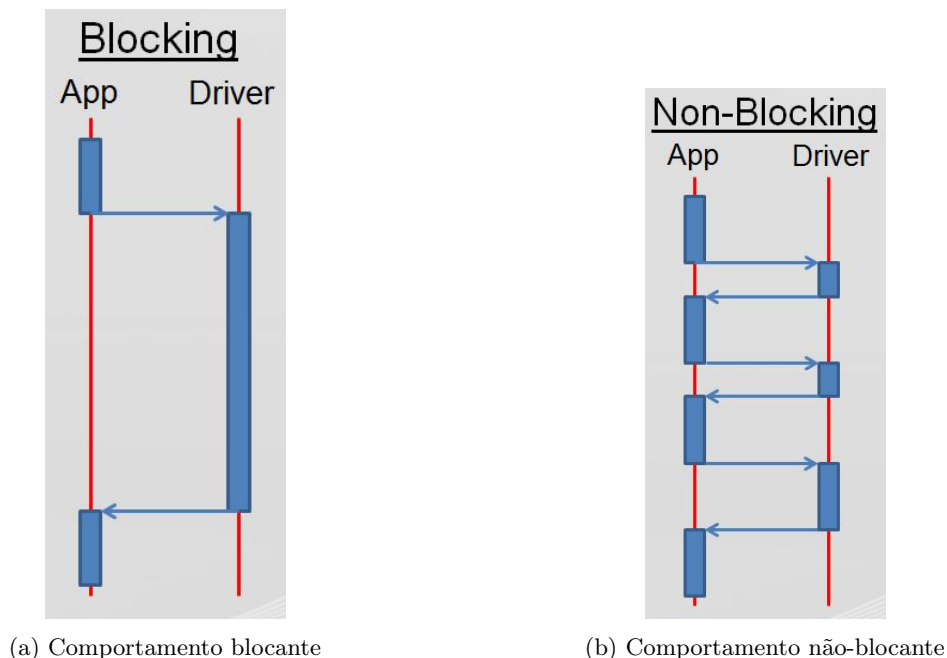 Blocking
App Driver
Non-Blocking
App Driver
(a) Comportamento blocante
(b) Comportamento não-blocante